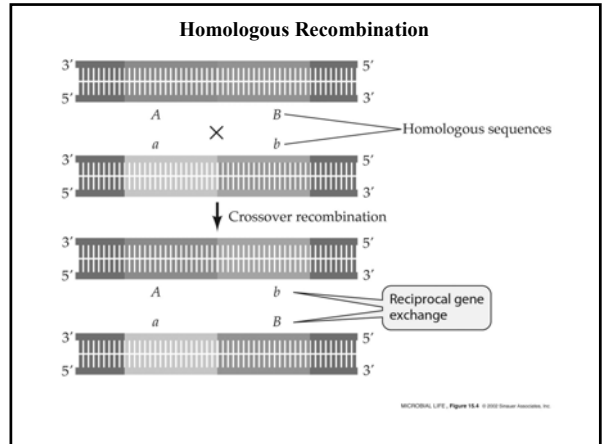 Homologous Recombination
3′ 5′
5′ 3′
A B
× Homologous sequences
a b
3′ 5′
5′ 3′
Crossover recombination
3′ 5′
5′ 3′
A b
Reciprocal gene
exchange
a B
3′ 5′
5′ 3′
MICROBIAL LIFE, Figure 15.4 © 2002 Sinauer Associates, Inc.